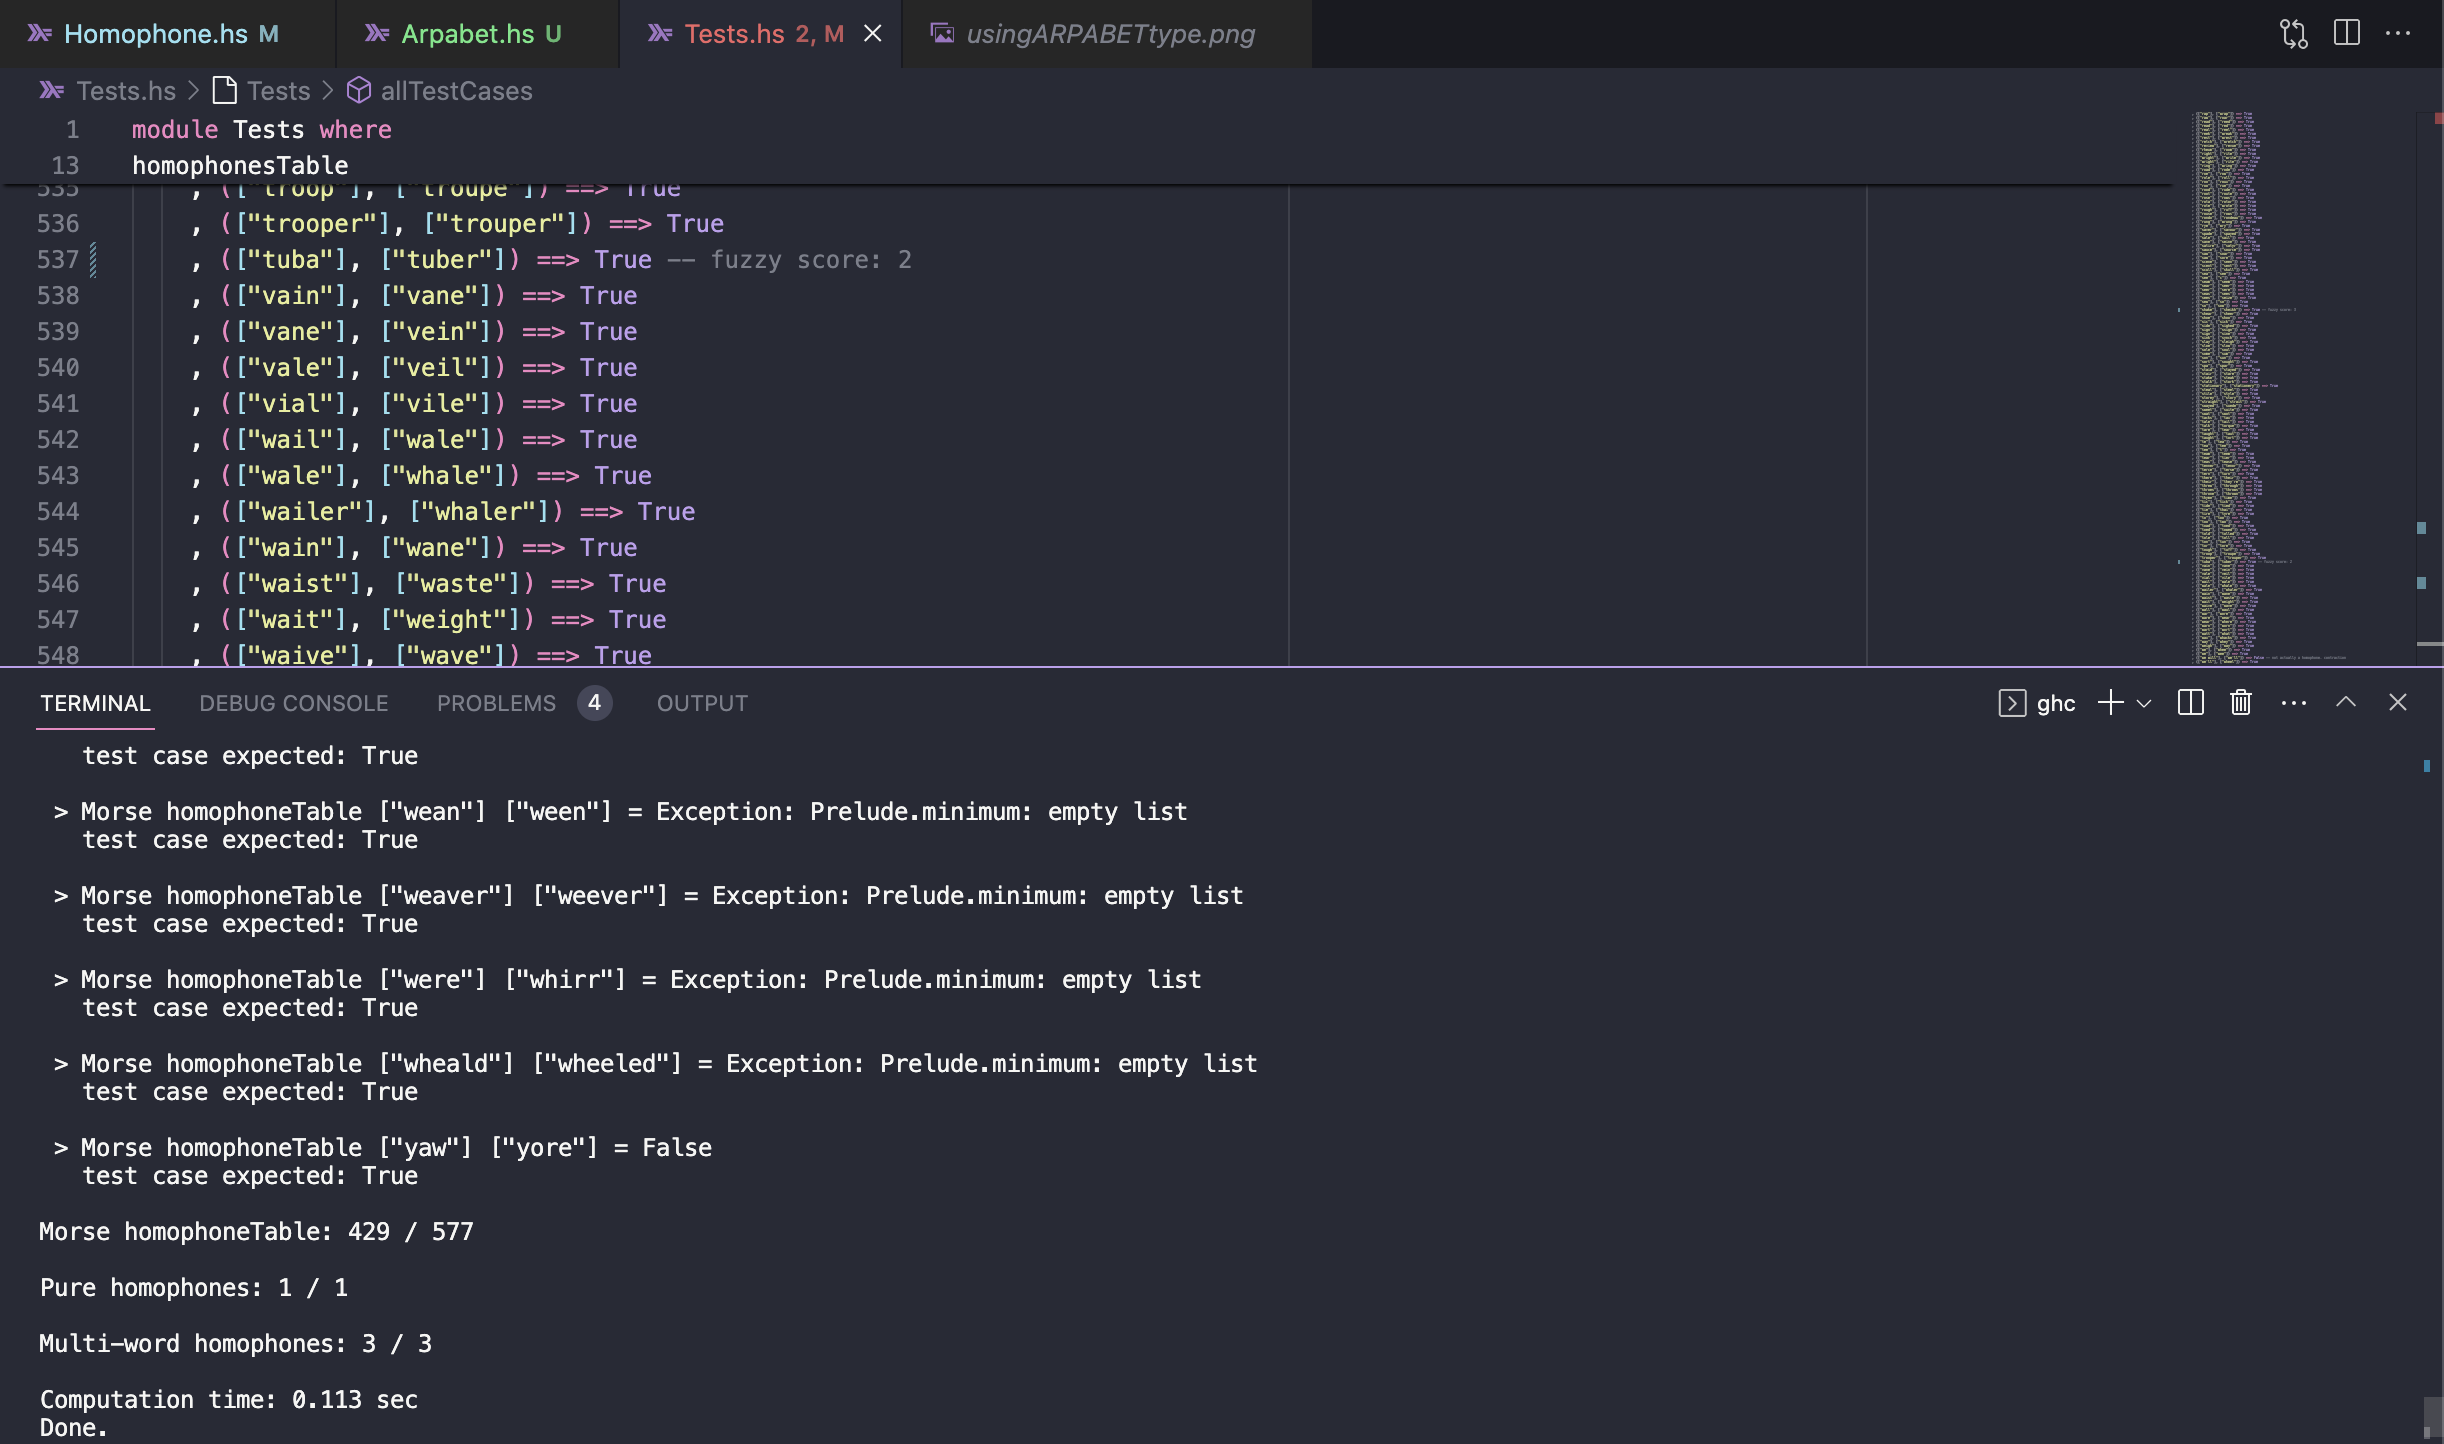 Homophone.hs M Arpabet.hs U Tests.hs 2, M usingARPABETtype.png
Tests.hs > Tests > allTestCases
1 module Tests where
13 homophonesTable
535 , (["troop"], ["troupe"]) ==> True
536 , (["trooper"], ["trouper"]) ==> True
537 , (["tuba"], ["tuber"]) ==> True -- fuzzy score: 2
538 , (["vain"], ["vane"]) ==> True
539 , (["vane"], ["vein"]) ==> True
540 , (["vale"], ["veil"]) ==> True
541 , (["vial"], ["vile"]) ==> True
542 , (["wail"], ["wale"]) ==> True
543 , (["wale"], ["whale"]) ==> True
544 , (["wailer"], ["whaler"]) ==> True
545 , (["wain"], ["wane"]) ==> True
546 , (["waist"], ["waste"]) ==> True
547 , (["wait"], ["weight"]) ==> True
548 , (["waive"], ["wave"]) ==> True
TERMINAL DEBUG CONSOLE PROBLEMS 4 OUTPUT ghc
test case expected: True
> Morse homophoneTable ["wean"] ["ween"] = Exception: Prelude.minimum: empty list
test case expected: True
> Morse homophoneTable ["weaver"] ["weever"] = Exception: Prelude.minimum: empty list
test case expected: True
> Morse homophoneTable ["were"] ["whirr"] = Exception: Prelude.minimum: empty list
test case expected: True
> Morse homophoneTable ["wheald"] ["wheeled"] = Exception: Prelude.minimum: empty list
test case expected: True
> Morse homophoneTable ["yaw"] ["yore"] = False
test case expected: True
Morse homophoneTable: 429 / 577
Pure homophones: 1 / 1
Multi-word homophones: 3 / 3
Computation time: 0.113 sec
Done.